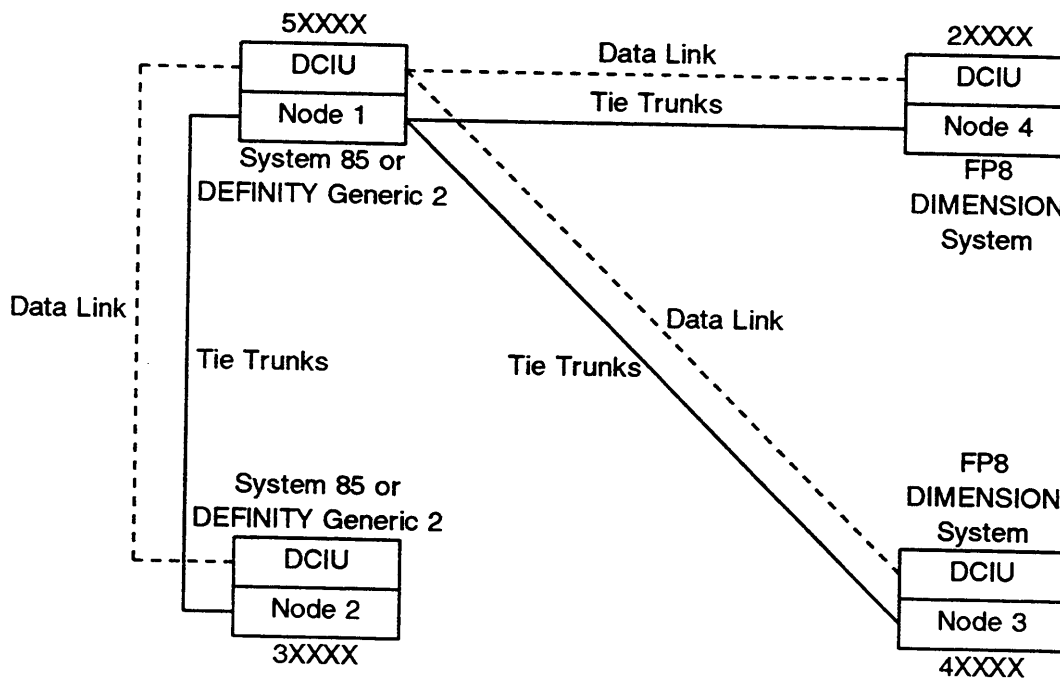 5XXXX
DCIU
Node 1
System 85 or
DEFINITY Generic 2
Data Link
Tie Trunks
2XXXX
DCIU
Node 4
FP8
DIMENSION
System
Data Link
Tie Trunks
Data Link
Tie Trunks
System 85 or
DEFINITY Generic 2
DCIU
Node 2
3XXXX
FP8
DIMENSION
System
DCIU
Node 3
4XXXX